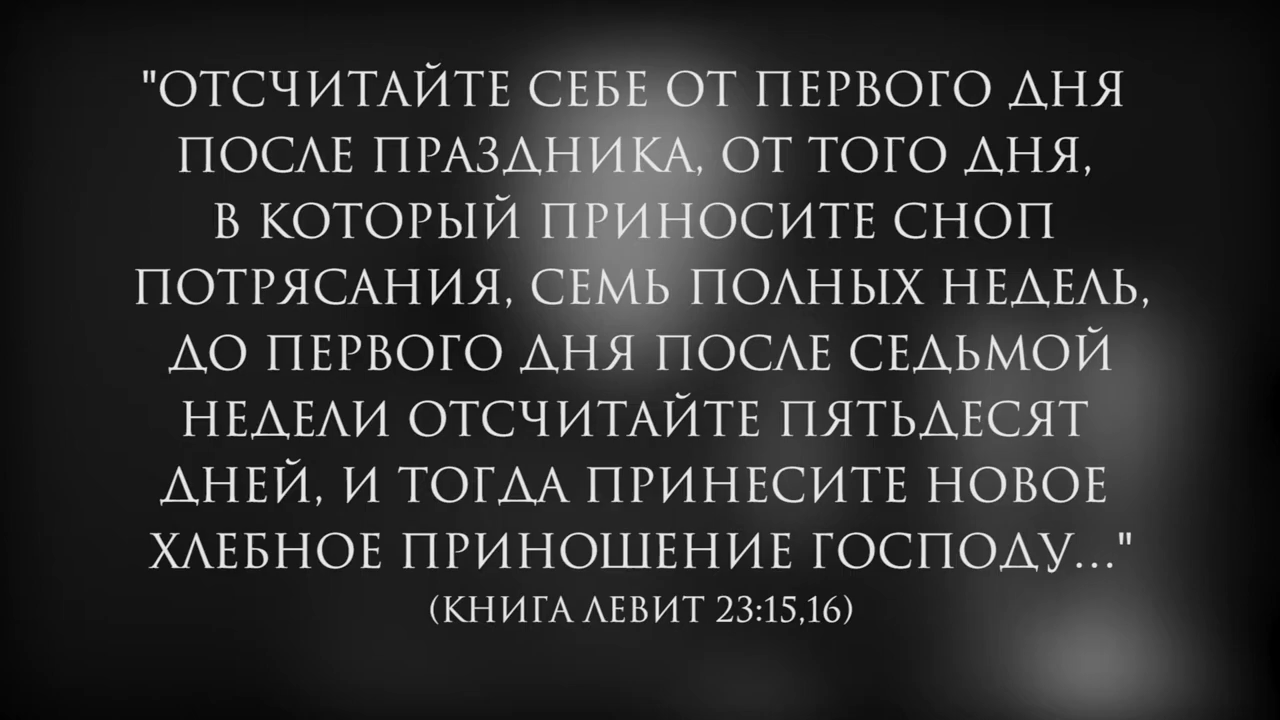 "ОТСЧИТАЙТЕ СЕБЕ ОТ ПЕРВОГО ДНЯ
ПОСЛЕ ПРАЗДНИКА, ОТ ТОГО ДНЯ,
В КОТОРЫЙ ПРИНОСИТЕ СНОП
ПОТРЯСАНИЯ, СЕМЬ ПОЛНЫХ НЕДЕЛЬ,
ДО ПЕРВОГО ДНЯ ПОСЛЕ СЕДЬМОЙ
НЕДЕЛИ ОТСЧИТАЙТЕ ПЯТЬДЕСЯТ
ДНЕЙ, И ТОГДА ПРИНЕСИТЕ НОВОЕ
ХЛЕБНОЕ ПРИНОШЕНИЕ ГОСПОДУ..."
(КНИГА ЛЕВИТ 23:15,16)